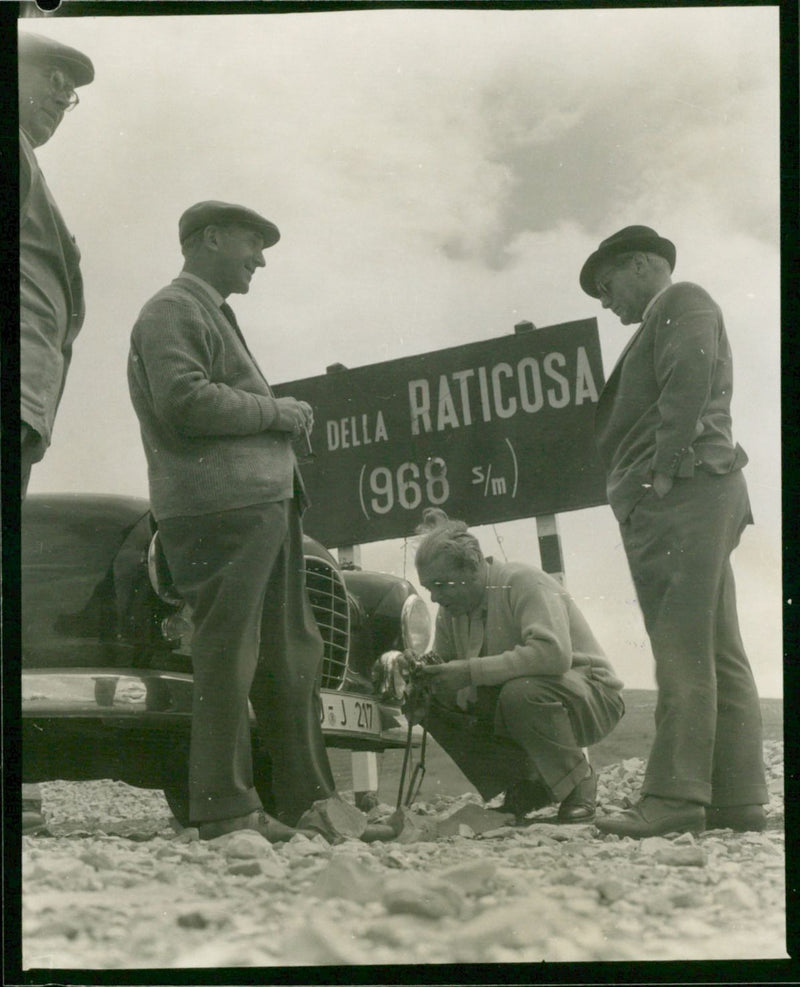 DELLA RATICOSA
(968 s/m)
J 217